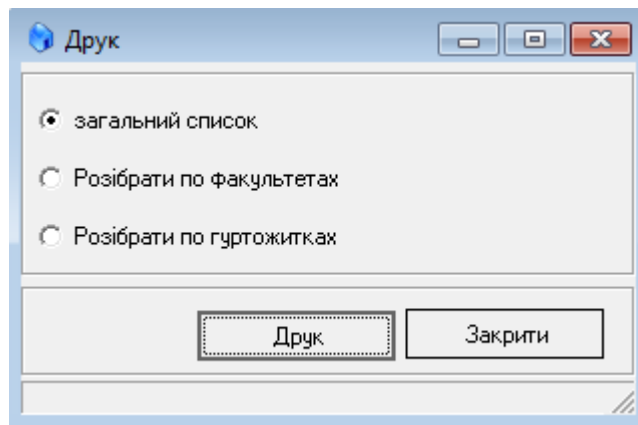 Друк
загальний список
Розібрати по факультетах
Розібрати по гуртожитках
Друк
Закрити